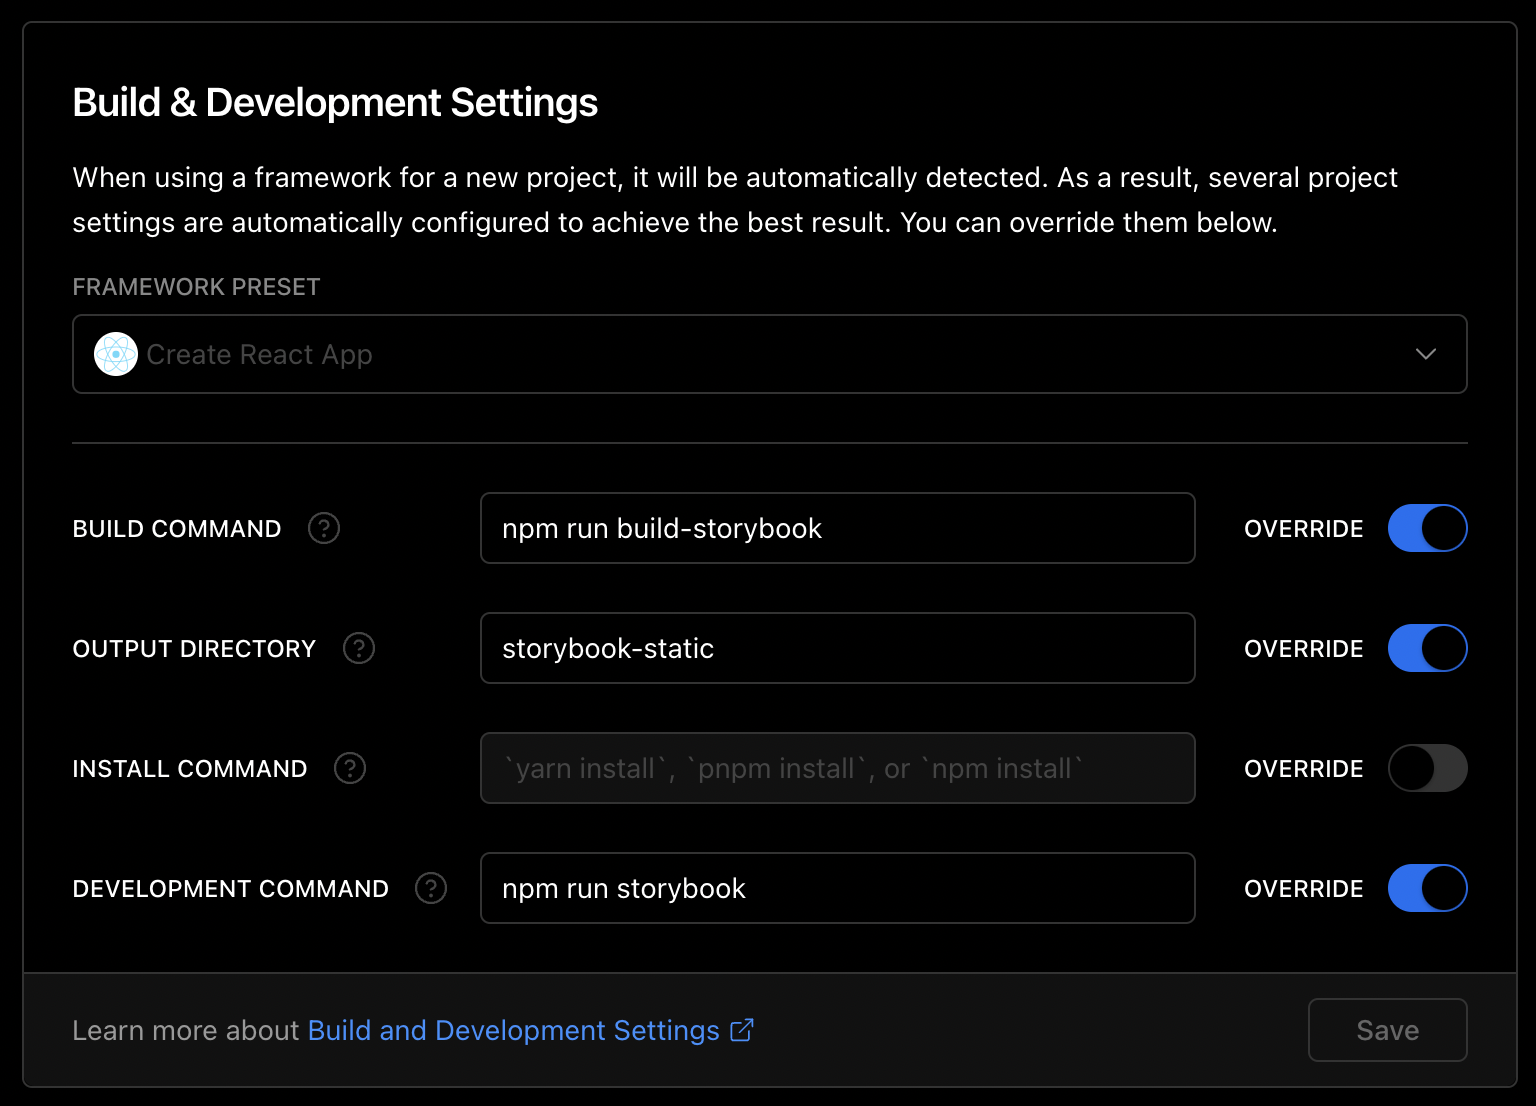 Build & Development Settings
When using a framework for a new project, it will be automatically detected. As a result, several project
settings are automatically configured to achieve the best result. You can override them below.
FRAMEWORK PRESET
Create React App
BUILD COMMAND ? npm run build-storybook OVERRIDE
OUTPUT DIRECTORY ? storybook-static OVERRIDE
INSTALL COMMAND ? `yarn install`, `pnpm install`, or `npm install` OVERRIDE
DEVELOPMENT COMMAND ? npm run storybook OVERRIDE
Learn more about Build and Development Settings Save